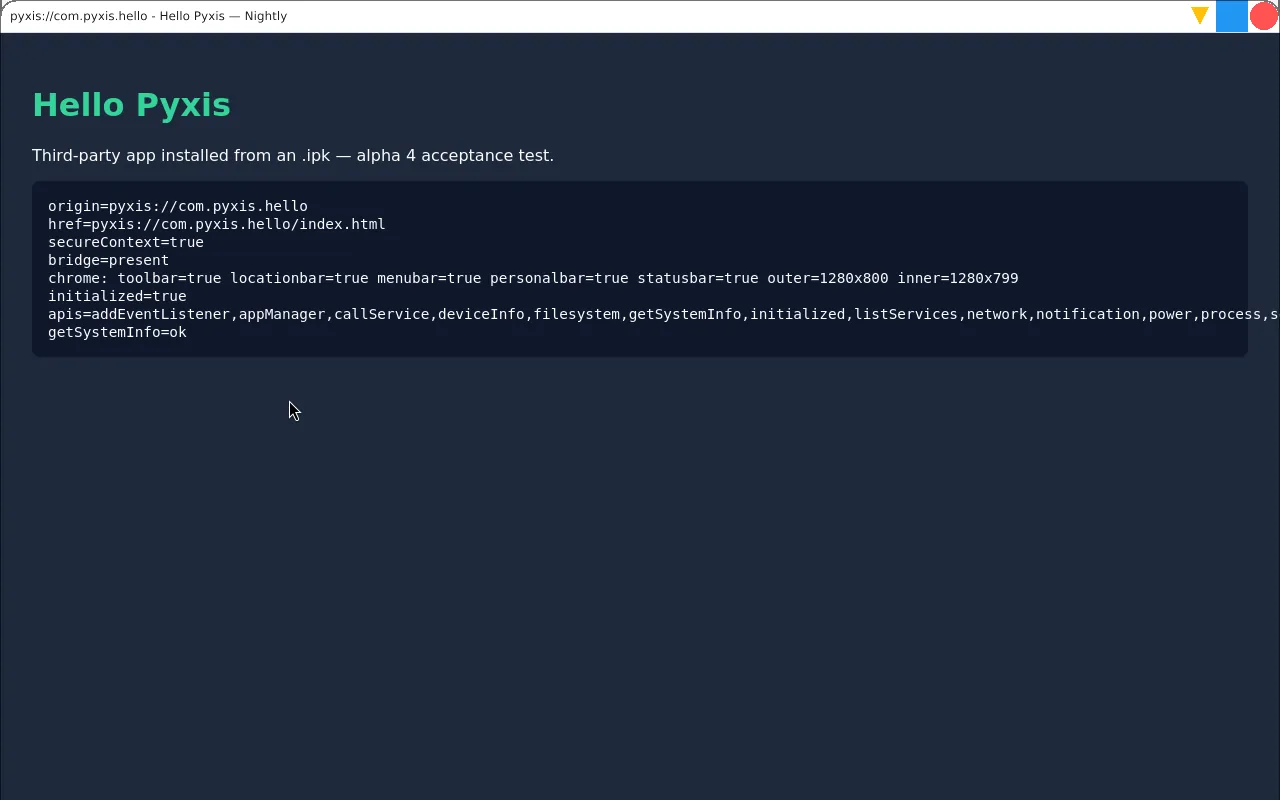 pyxis://com.pyxis.hello - Hello Pyxis — Nightly
Hello Pyxis
Third-party app installed from an .ipk — alpha 4 acceptance test.
origin=pyxis://com.pyxis.hello
href=pyxis://com.pyxis.hello/index.html
secureContext=true
bridge=present
chrome: toolbar=true locationbar=true menubar=true personalbar=true statusbar=true outer=1280x800 inner=1280x799
initialized=true
apis=addEventListener,appManager,callService,deviceInfo,filesystem,getSystemInfo,initialized,listServices,network,notification,power,process,s
getSystemInfo=ok